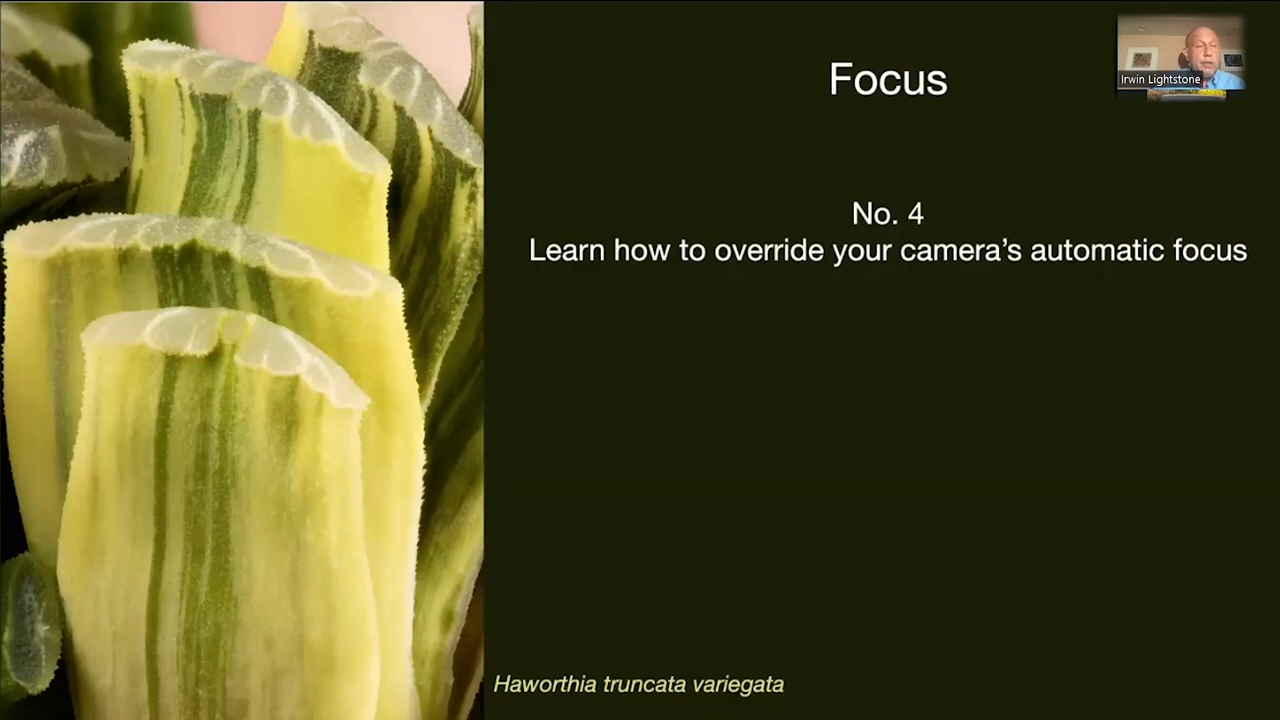 Focus
Irwin Lightstone
No. 4
Learn how to override your camera’s automatic focus
Haworthia truncata variegata